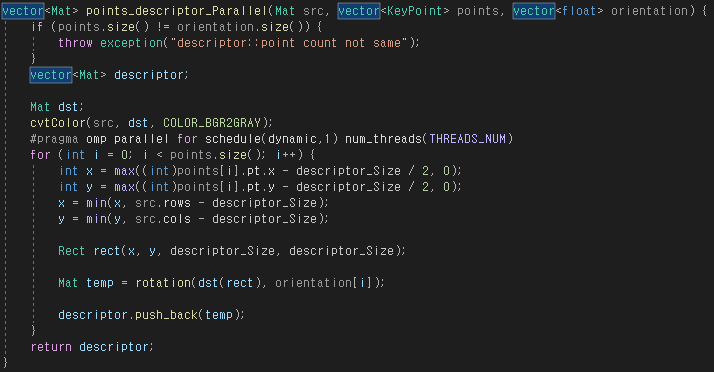 vector<Mat> points_descriptor_Parallel(Mat src, vector<KeyPoint> points, vector<float> orientation) {
    if (points.size() != orientation.size()) {
        throw exception("descriptor::point count not same");
    }
    vector<Mat> descriptor;

    Mat dst;
    cvtColor(src, dst, COLOR_BGR2GRAY);
    #pragma omp parallel for schedule(dynamic,1) num_threads(THREADS_NUM)
    for (int i = 0; i < points.size(); i++) {
        int x = max((int)points[i].pt.x - descriptor_Size / 2, 0);
        int y = max((int)points[i].pt.y - descriptor_Size / 2, 0);
        x = min(x, src.rows - descriptor_Size);
        y = min(y, src.cols - descriptor_Size);

        Rect rect(x, y, descriptor_Size, descriptor_Size);

        Mat temp = rotation(dst(rect), orientation[i]);

        descriptor.push_back(temp);
    }
    return descriptor;
}